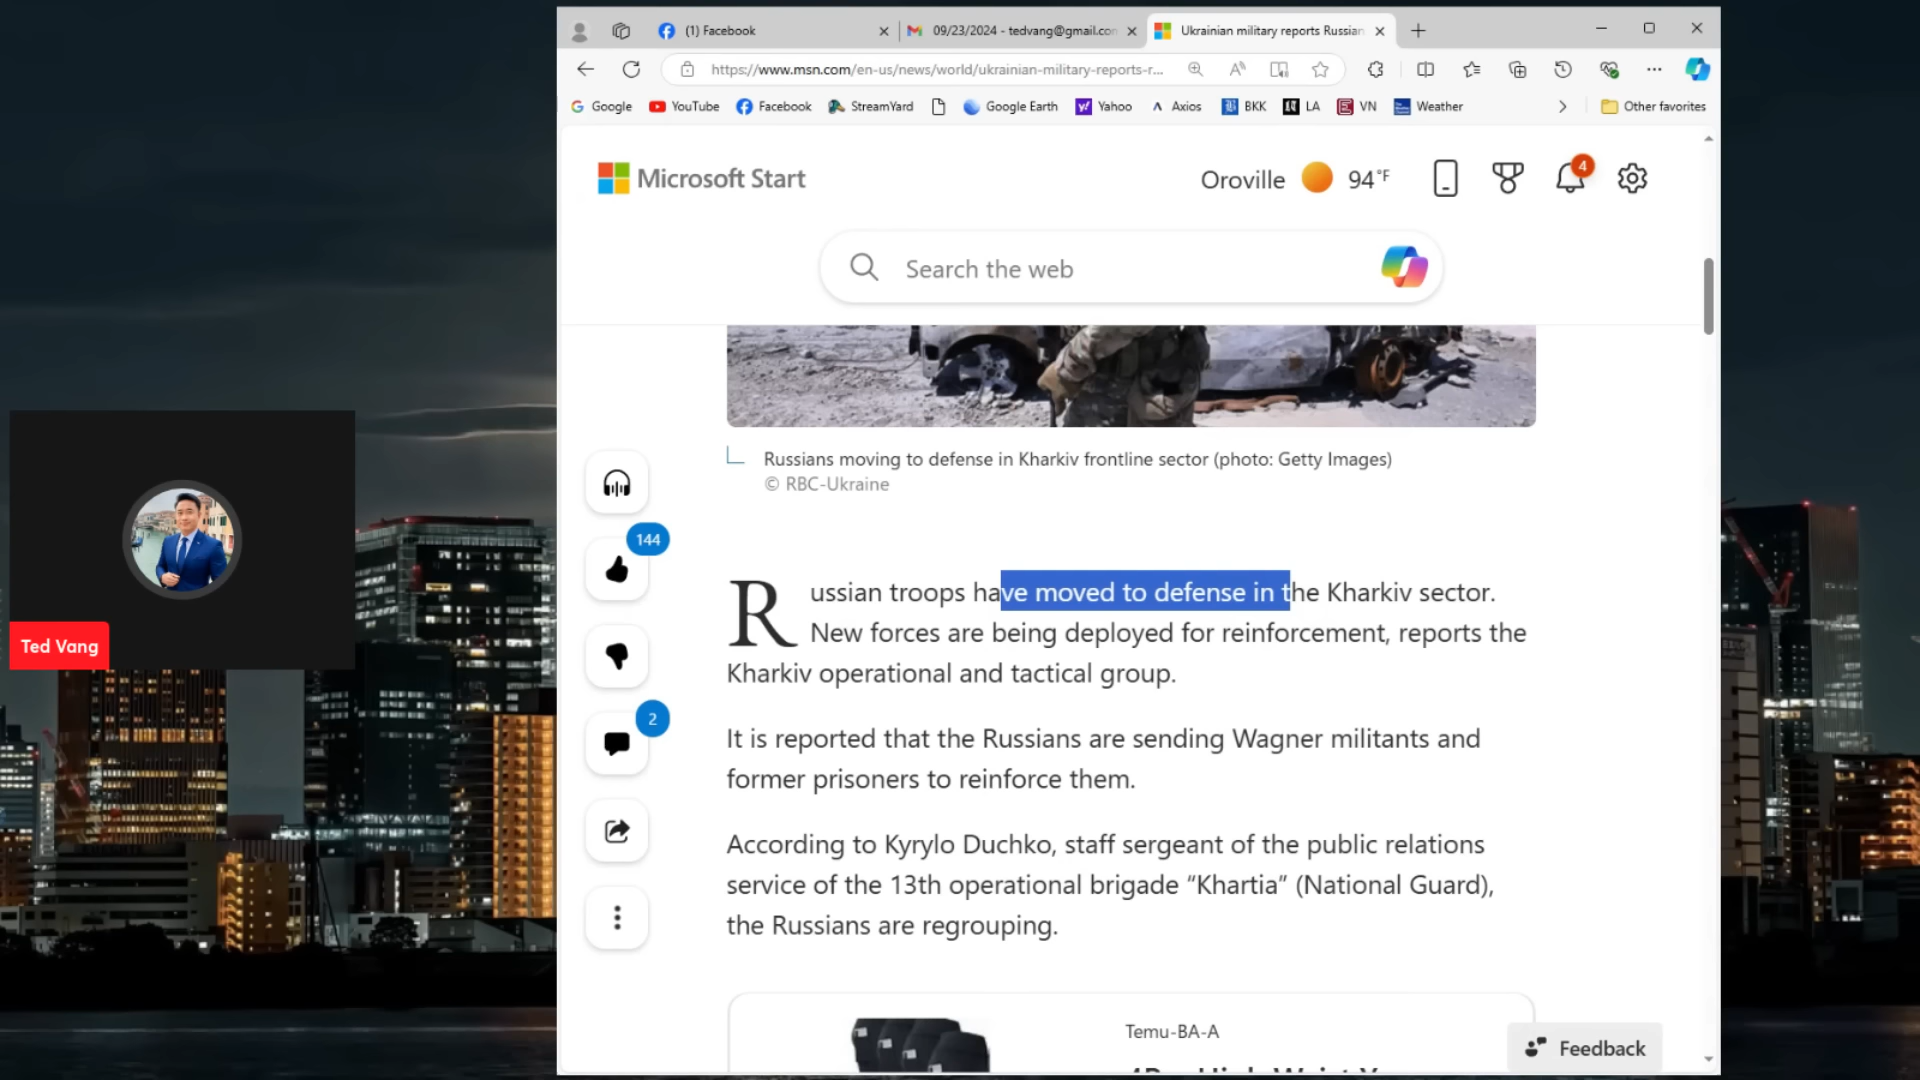 (1) Facebook
09/23/2024 - tedvang@gmail.con
Ukrainian military reports Russian
https://www.msn.com/en-us/news/world/ukrainian-military-reports-r...
Google
YouTube
Facebook
StreamYard
Google Earth
Yahoo
Axios
BKK
LA
VN
Weather
Other favorites
Microsoft Start
Oroville
94°F
4
Search the web
Russians moving to defense in Kharkiv frontline sector (photo: Getty Images)
© RBC-Ukraine
144
2
Russian troops have moved to defense in the Kharkiv sector.
New forces are being deployed for reinforcement, reports the
Kharkiv operational and tactical group.
It is reported that the Russians are sending Wagner militants and
former prisoners to reinforce them.
According to Kyrylo Duchko, staff sergeant of the public relations
service of the 13th operational brigade “Khartia” (National Guard),
the Russians are regrouping.
Temu-BA-A
Feedback
Ted Vang